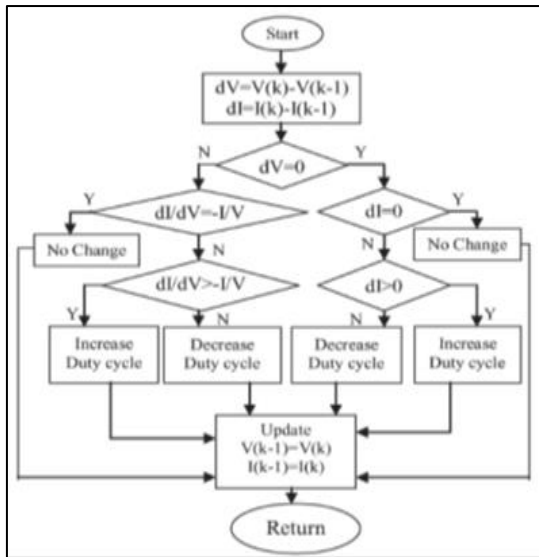 Start
dV=V(k)-V(k-1)
dI=I(k)-I(k-1)
N
Y
dV=0
Y
dI/dV=-I/V
dI=0
Y
No Change
N
N
No Change
dI/dV>-I/V
dI>0
Y
N
N
Y
Increase
Duty cycle
Decrease
Duty cycle
Decrease
Duty cycle
Increase
Duty cycle
Update
V(k-1)=V(k)
I(k-1)=I(k)
Return